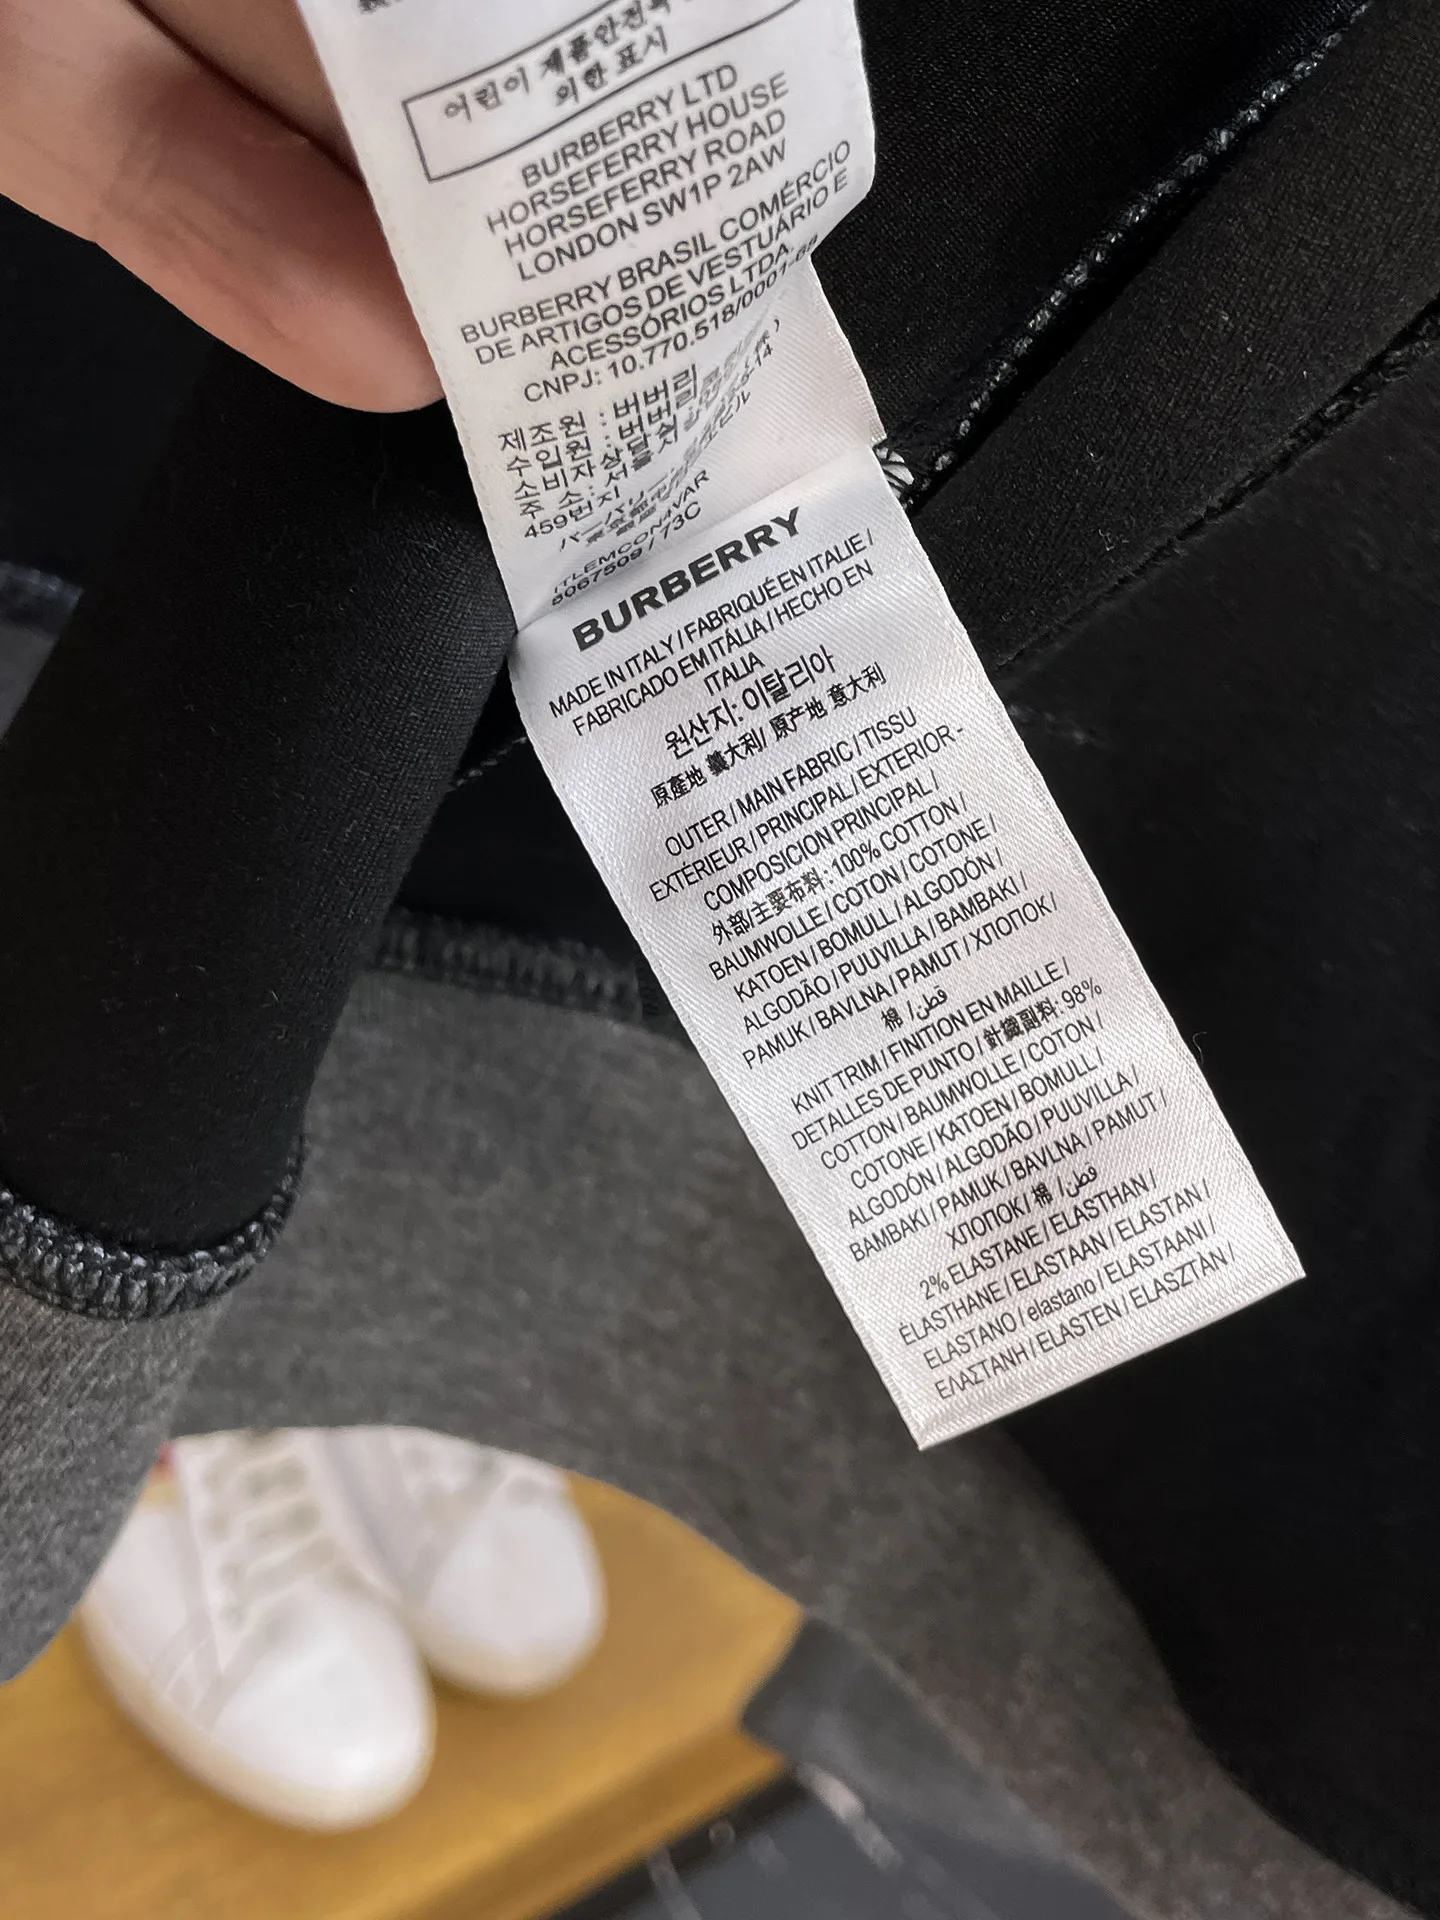 어린이 제품안전특
의한 표시
BURBERRY LTD
HORSEFERRY HOUSE
HORSEFERRY ROAD
LONDON SW1P 2AW
BURBERRY BRASIL COMÉRCIO
DE ARTIGOS DE VESTUÁRIO E
ACESSÓRIOS LTDA-
CNPJ: 10.770.518/0001-68
제조원 : 버버리
수입원 : 버버
소비자상담
주 소: 서울
459번지
8067509 / 73C
BURBERRY
MADE IN ITALY / FABRIQUÉ EN ITALIE /
FABRICADO EM ITÁLIA / HECHO EN
ITALIA
원산지: 이탈리아
原產地 義大利/ 原产地 意大利
OUTER / MAIN FABRIC / TISSU
EXTÉRIEUR / PRINCIPAL / EXTERIOR -
COMPOSICION PRINCIPAL /
外部/主要布料: 100% COTTON /
BAUMWOLLE / COTON / COTONE /
KATOEN / BOMULL / ALGODÓN /
ALGODÃO / PUUVILLA / BAMBAKI /
PAMUK / BAVLNA / PAMUT / ХЛОПОК /
棉 / قطن
KNIT TRIM / FINITION EN MAILLE /
DETALLES DE PUNTO / 針織副料: 98%
COTTON / BAUMWOLLE / COTON /
COTONE / KATOEN / BOMULL /
ALGODÓN / ALGODÃO / PUUVILLA /
BAMBAKI / PAMUK / BAVLNA / PAMUT /
ХЛОПОК / 棉 / قطن
2% ELASTANE / ELASTHAN /
ÉLASTHANE / ELASTAAN / ELASTAN /
ELASTANO / elastano / ELASTAANI /
ΕΛΑΣΤΑΝΗ / ELASTEN / ELASZTÁN /